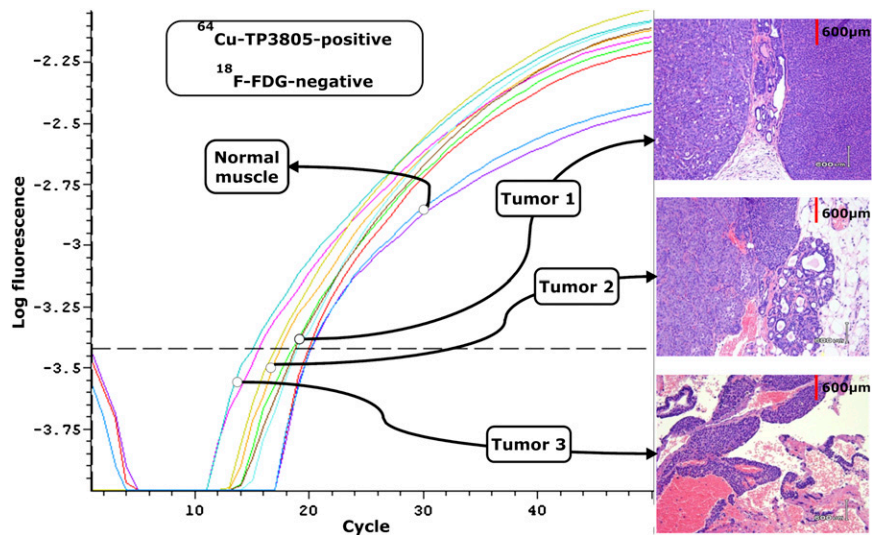 64Cu-TP3805-positive
18F-FDG-negative
Normal
muscle
Tumor 1
Tumor 2
Tumor 3
Log fluorescence
-2.25
-2.5
-2.75
-3
-3.25
-3.5
-3.75
10
20
30
40
Cycle
600µm
600µm
600µm